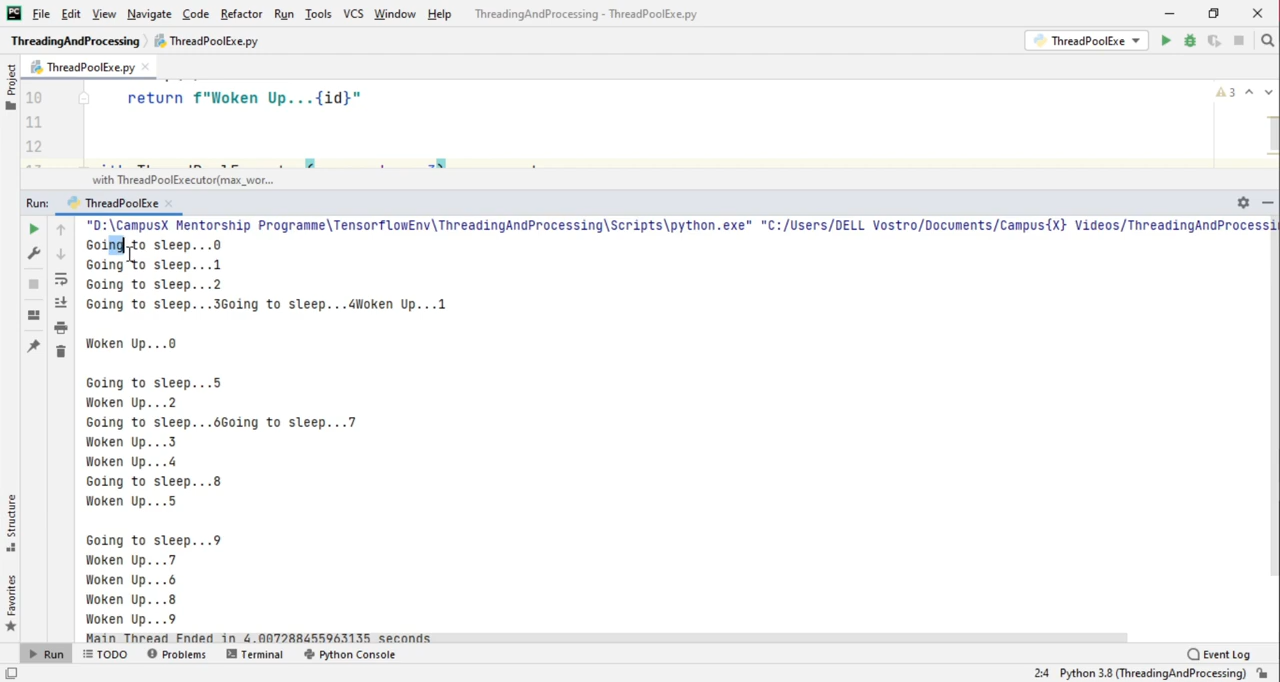 File Edit View Navigate Code Refactor Run Tools VCS Window Help ThreadingAndProcessing - ThreadPoolExe.py
ThreadingAndProcessing ThreadPoolExe.py ThreadPoolExe
Project ThreadPoolExe.py
10 return f"Woken Up...{id}" 3
11
12
with ThreadPoolExecutor(max_wor...
Run: ThreadPoolExe
"D:\CampusX Mentorship Programme\TensorflowEnv\ThreadingAndProcessing\Scripts\python.exe" "C:/Users/DELL Vostro/Documents/Campus{X} Videos/ThreadingAndProcessi
Going to sleep...0
Going to sleep...1
Going to sleep...2
Going to sleep...3Going to sleep...4Woken Up...1
Woken Up...0
Going to sleep...5
Woken Up...2
Going to sleep...6Going to sleep...7
Woken Up...3
Woken Up...4
Going to sleep...8
Woken Up...5
Going to sleep...9
Woken Up...7
Woken Up...6
Woken Up...8
Woken Up...9
Main Thread Ended in 4.007288455963135 seconds
Structure
Favorites
Run TODO Problems Terminal Python Console Event Log
2:4 Python 3.8 (ThreadingAndProcessing)